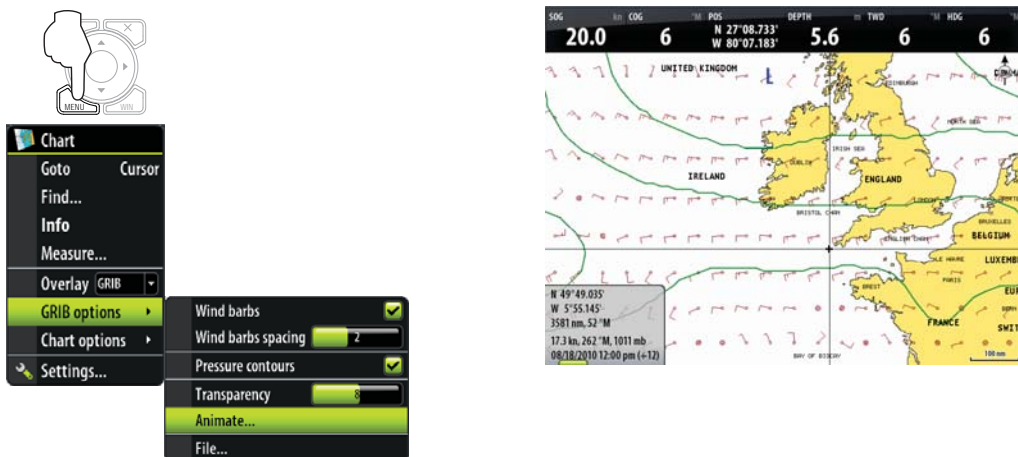 MENU WIN
Chart
Goto Cursor
Find...
Info
Measure...
Overlay GRIB
GRIB options
Chart options
Settings...
Wind barbs
Wind barbs spacing 2
Pressure contours
Transparency 8
Animate...
File...
SOG kn COG °M POS DEPTH m TWD °M HDG °M
20.0 6 N 27°08.733' 5.6 6 6
W 80°07.183'
UNITED KINGDOM
EDINBURGH
NORTH SEA
IRISH SEA
DUBLIN
IRELAND
ENGLAND
LONDON
BRISTOL CHAN
BRUXELLES
ENGLISH CHAN
BELGIUM
LE HAVRE
LUXEMB
PARIS
BREST
EUR
BERN
FRANCE
SWIT
BAY OF BISCAY
100 nm
N 49°49.035'
W 5°55.145'
3581 nm, 52 °M
17.3 kn, 262 °M, 1011 mb
08/18/2010 12:00 pm (+12)